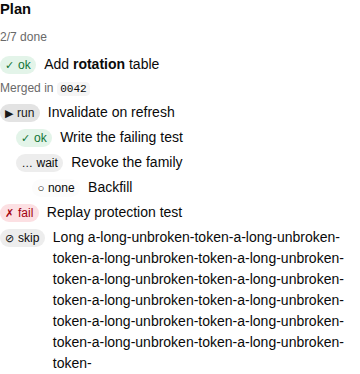 Plan
2/7 done
✓ ok Add rotation table
Merged in 0042
▶ run Invalidate on refresh
✓ ok Write the failing test
… wait Revoke the family
○ none Backfill
✗ fail Replay protection test
⊘ skip Long a-long-unbroken-token-a-long-unbroken-
token-a-long-unbroken-token-a-long-unbroken-
token-a-long-unbroken-token-a-long-unbroken-
token-a-long-unbroken-token-a-long-unbroken-
token-a-long-unbroken-token-a-long-unbroken-
token-a-long-unbroken-token-a-long-unbroken-
token-